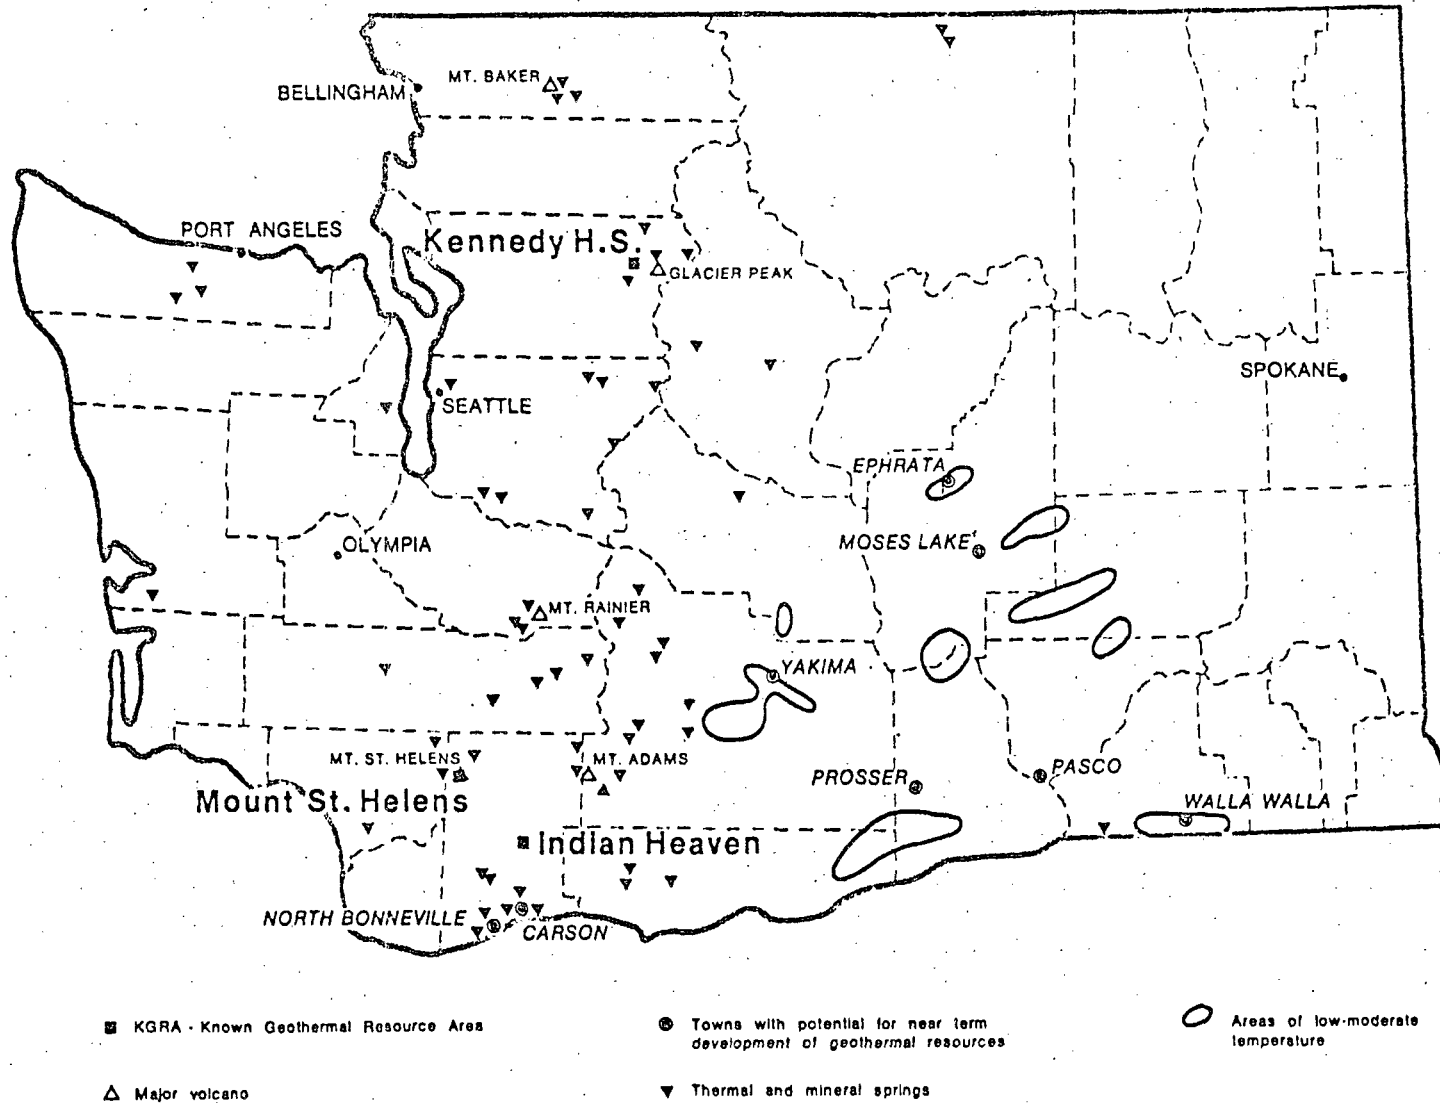 MT. BAKER
BELLINGHAM
PORT ANGELES
Kennedy H.S.
GLACIER PEAK
SPOKANE
SEATTLE
EPHRATA
MOSES LAKE
OLYMPIA
MT. RAINIER
YAKIMA
MT. ST. HELENS
MT. ADAMS
PROSSER
PASCO
Mount St. Helens
WALLA WALLA
Indian Heaven
NORTH BONNEVILLE
CARSON
KGRA - Known Geothermal Resource Area
Major volcano
Towns with potential for near term
development of geothermal resources
Thermal and mineral springs
Areas of low-moderate
temperature